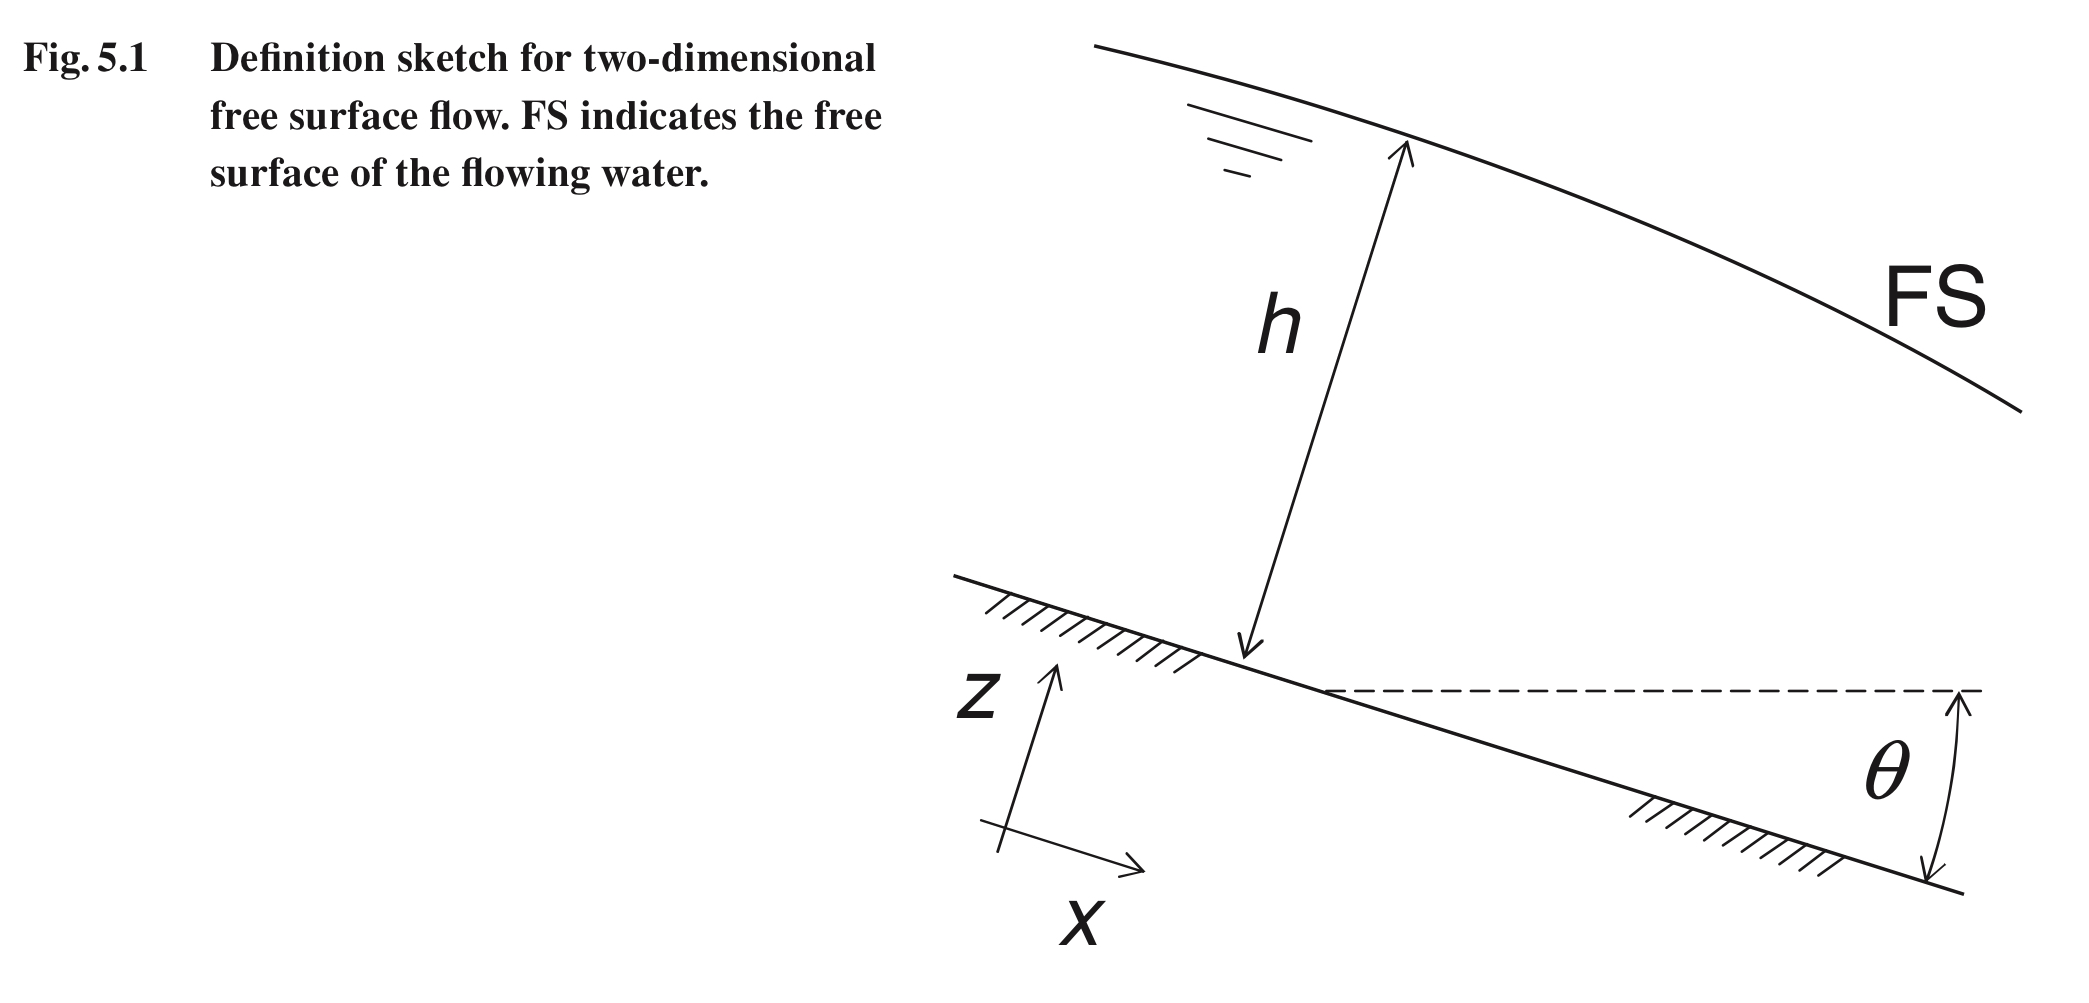 Fig. 5.1 Definition sketch for two-dimensional
free surface flow. FS indicates the free
surface of the flowing water.
FS
h
z
θ
x